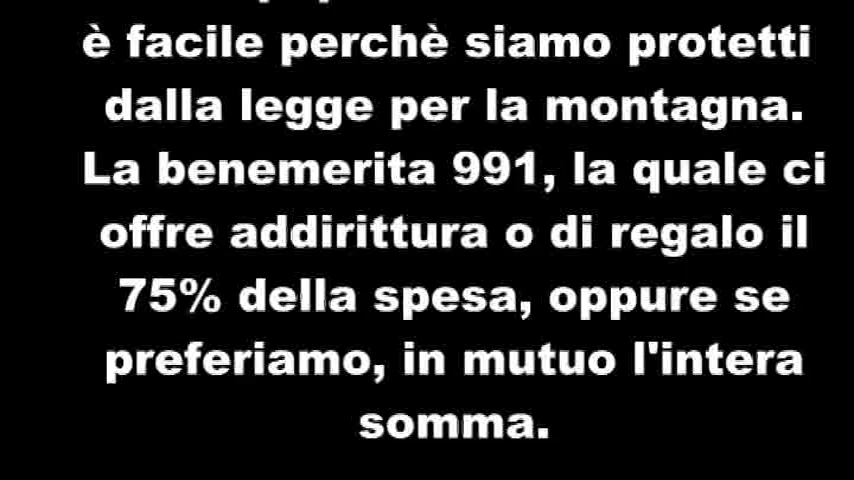 è facile perchè siamo protetti
dalla legge per la montagna.
La benemerita 991, la quale ci
offre addirittura o di regalo il
75% della spesa, oppure se
preferiamo, in mutuo l'intera
somma.